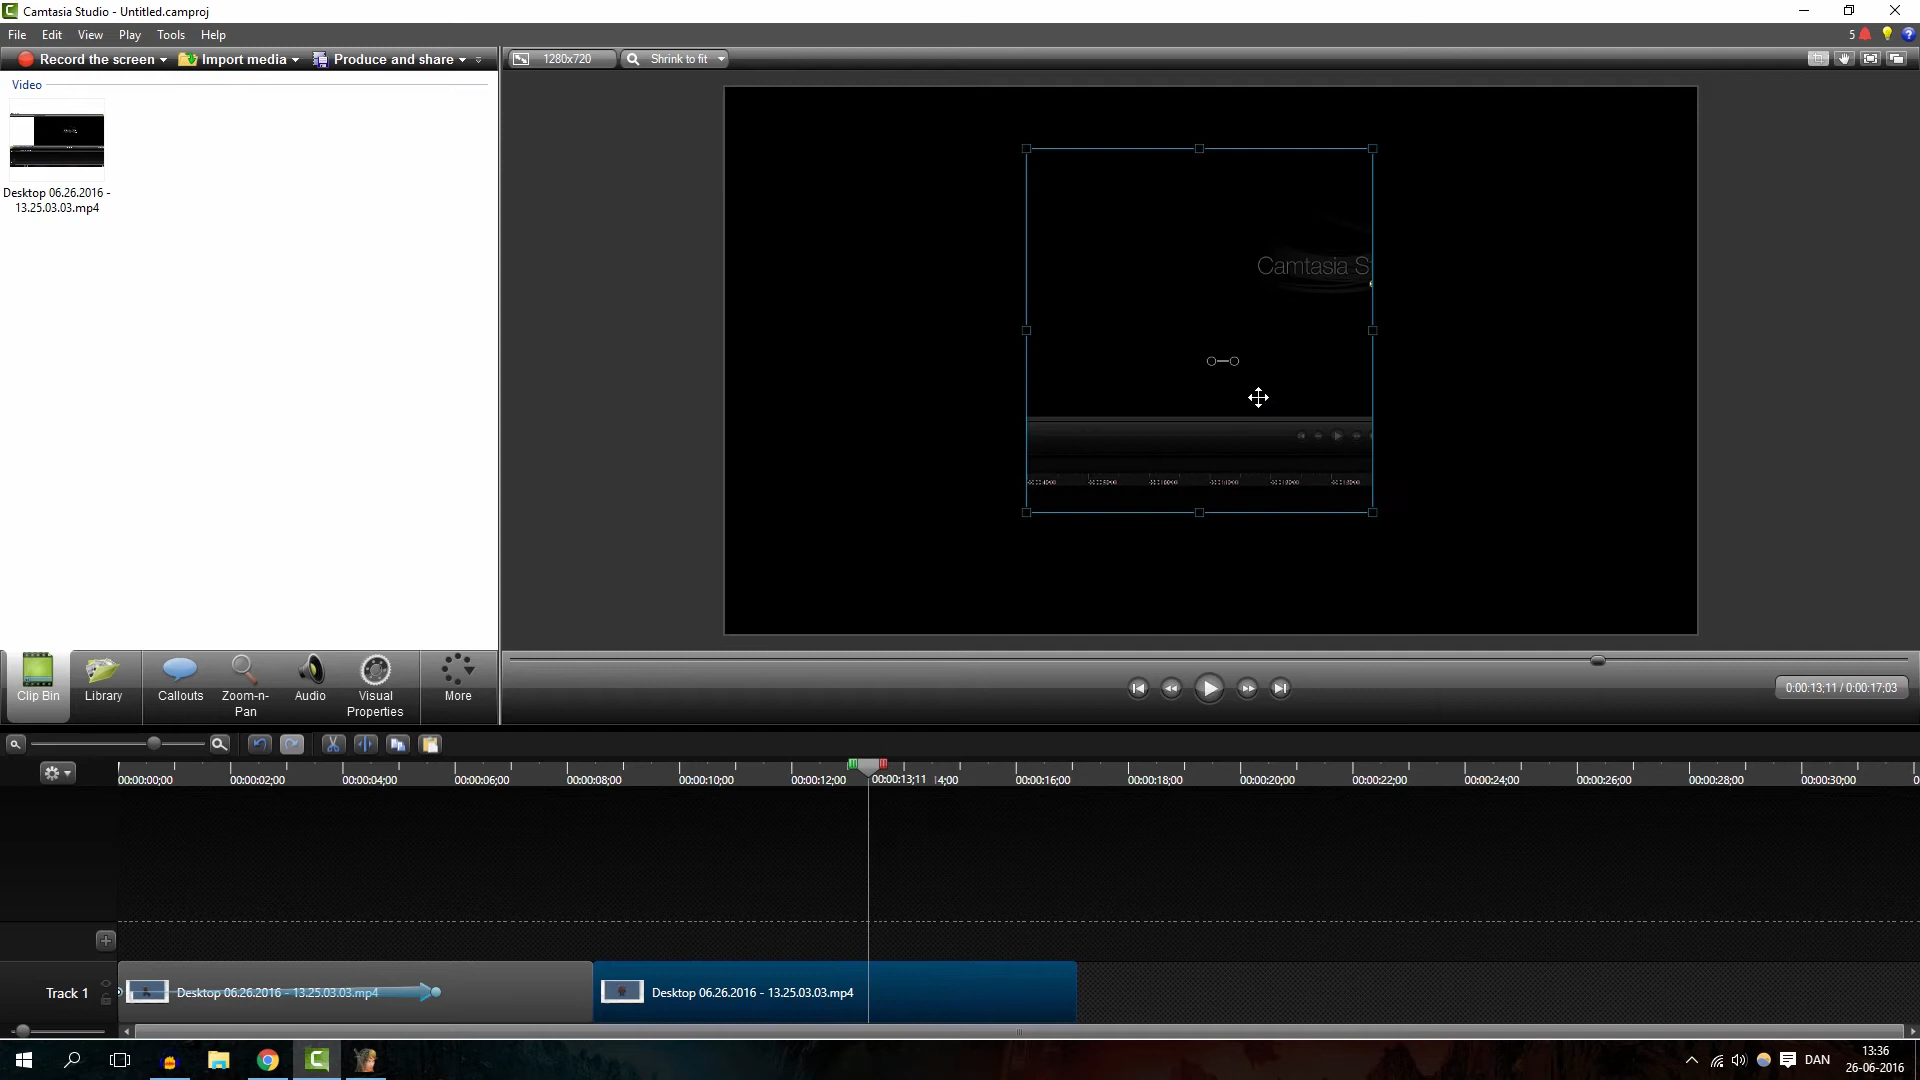 Camtasia Studio - Untitled.camproj
File Edit View Play Tools Help
5
Record the screen Import media Produce and share
1280x720 Shrink to fit
Video
Desktop 06.26.2016 -
13.25.03.03.mp4
Camtasia S
Clip Bin
Library
Callouts
Zoom-n-
Pan
Audio
Visual
Properties
More
0:00:13;11 / 0:00:17;03
00:00:00;00 00:00:02;00 00:00:04;00 00:00:06;00 00:00:08;00 00:00:10;00 00:00:12;00 00:00:13;11 4;00 00:00:16;00 00:00:18;00 00:00:20;00 00:00:22;00 00:00:24;00 00:00:26;00 00:00:28;00 00:00:30;00
Track 1
Desktop 06.26.2016 - 13.25.03.03.mp4
Desktop 06.26.2016 - 13.25.03.03.mp4
DAN
13:36
26-06-2016